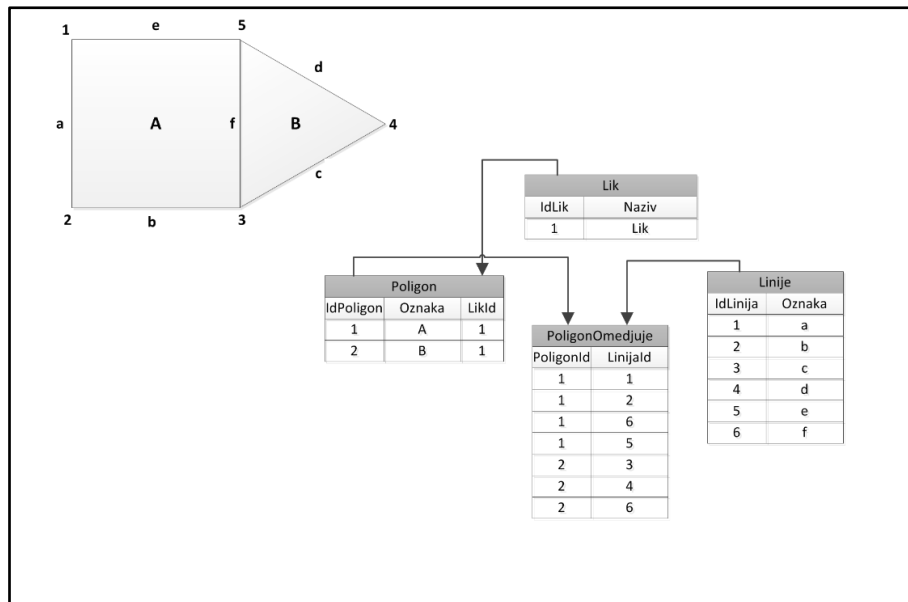 1 e 5
d
a A f B 4
c
2 b 3
Lik
IdLik Naziv
1 Lik
Poligon
IdPoligon Oznaka LikId
1 A 1
2 B 1
PoligonOmedjuje
PoligonId LinijaId
1 1
1 2
1 6
1 5
2 3
2 4
2 6
Linije
IdLinija Oznaka
1 a
2 b
3 c
4 d
5 e
6 f